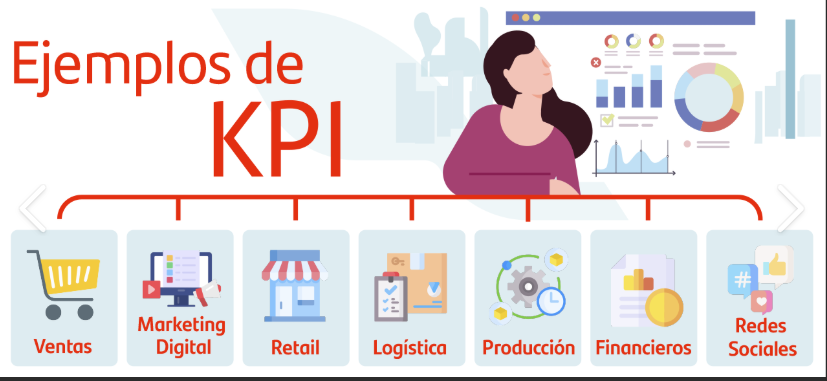 Ejemplos de
KPI
Ventas
Marketing
Digital
Retail
Logística
Producción
Financieros
Redes
Sociales
#